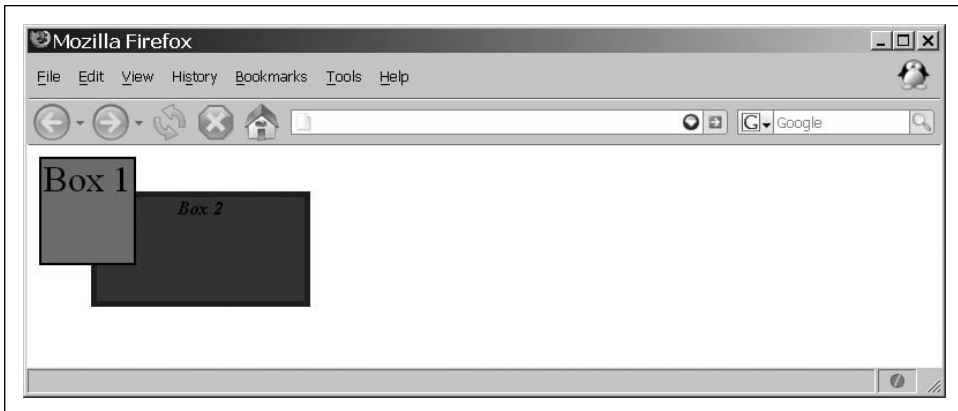 Mozilla Firefox
File Edit View History Bookmarks Tools Help
G Google
Box 1
Box 2